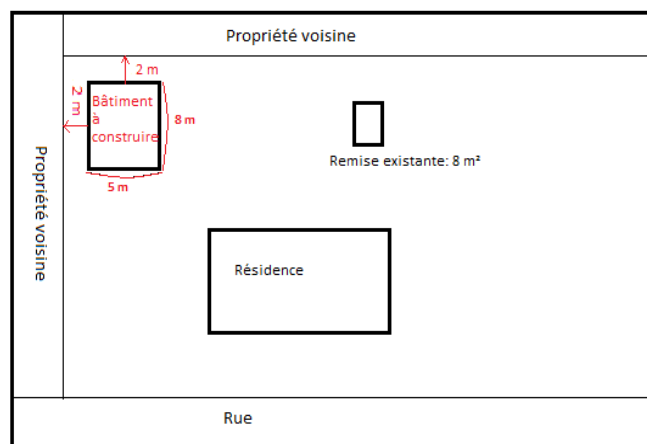 Propriété voisine
2 m
2 m
Bâtiment
à
construire
8 m
5 m
Propriété voisine
Remise existante: 8 m²
Résidence
Rue